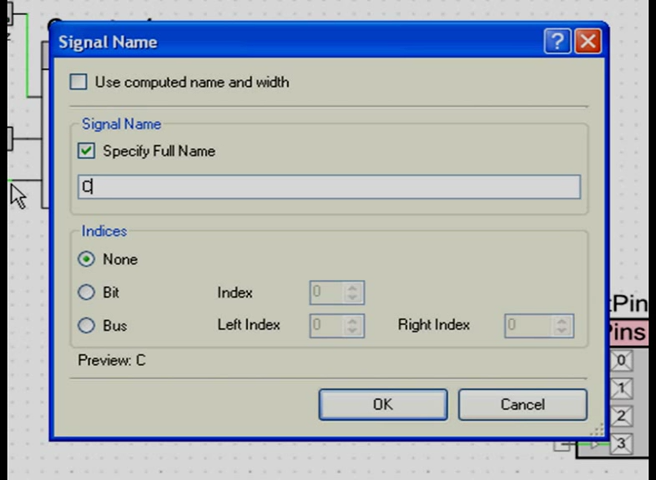 Signal Name
Use computed name and width
Signal Name
Specify Full Name
C
Indices
None
Bit Index 0
Bus Left Index 0 Right Index 0
Preview: C
OK Cancel
Pin
Pins
0
1
2
3